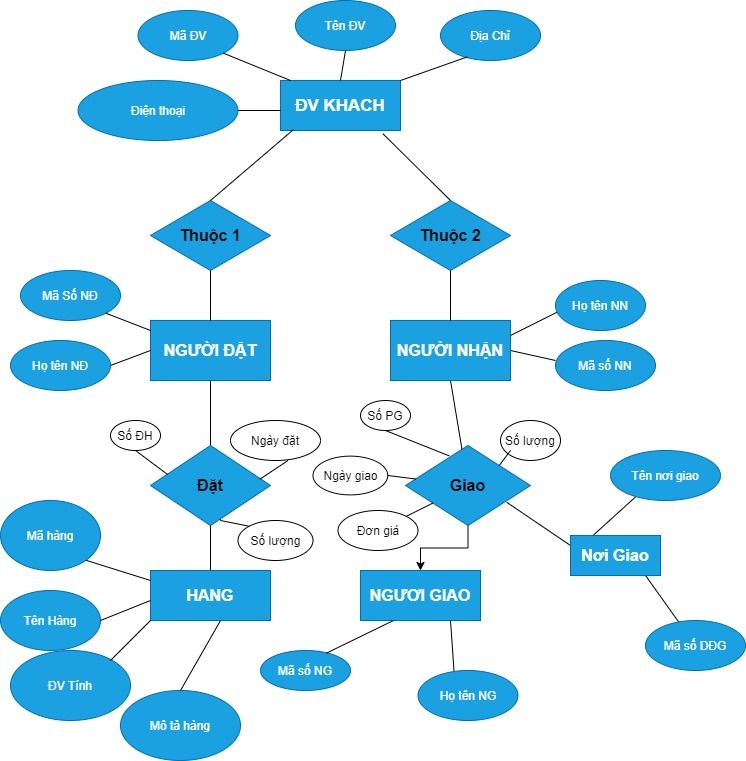 Mã ĐV
Tên ĐV
Địa Chỉ
Điện thoại
ĐV KHACH
Thuộc 1
Thuộc 2
Mã Số NĐ
Họ tên NĐ
NGƯỜI ĐẶT
NGƯỜI NHẬN
Họ tên NN
Mã số NN
Số ĐH
Ngày đặt
Đặt
Số lượng
Số PG
Số lượng
Ngày giao
Giao
Đơn giá
Tên nơi giao
Nơi Giao
Mã số DĐG
Mã hàng
Tên Hàng
ĐV Tính
Mô tả hàng
HANG
NGƯƠI GIAO
Mã số NG
Họ tên NG